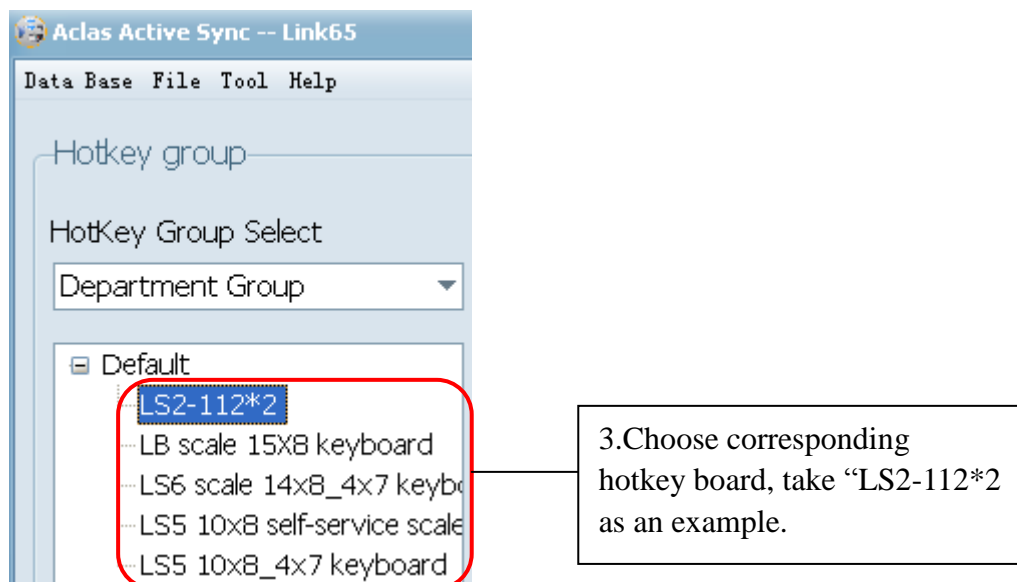 Aclas Active Sync -- Link65
Data Base File Tool Help
Hotkey group
HotKey Group Select
Department Group
Default
LS2-112*2
LB scale 15X8 keyboard
LS6 scale 14x8_4x7 keyb
LS5 10x8 self-service scale
LS5 10x8_4x7 keyboard
3.Choose corresponding
hotkey board, take “LS2-112*2
as an example.